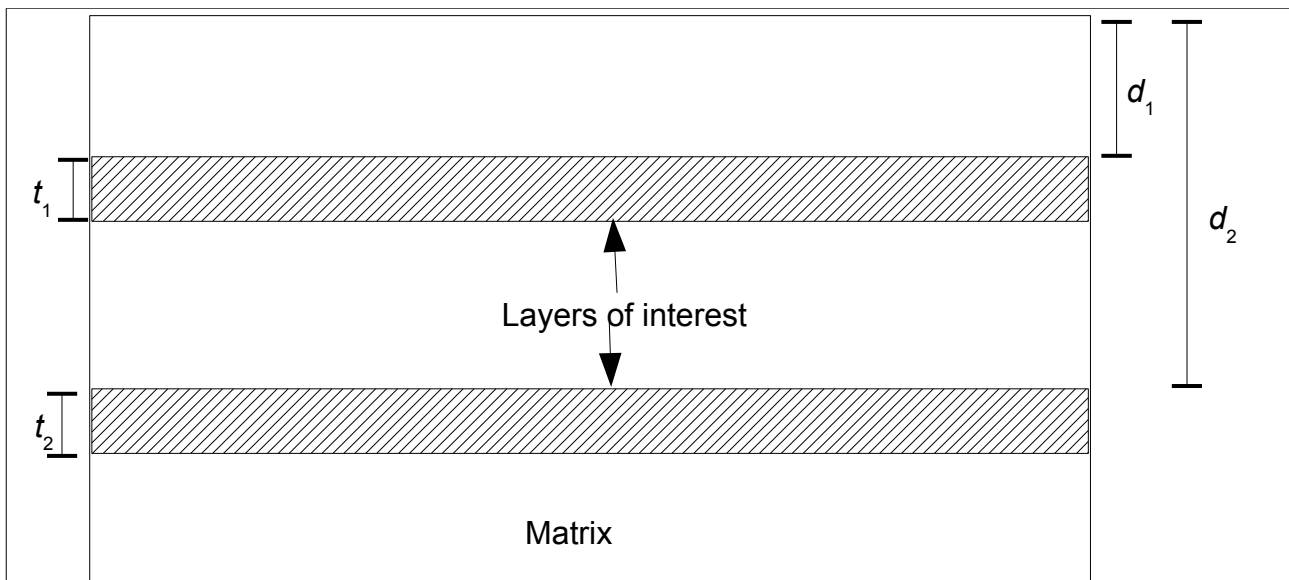 d1
t1
d2
Layers of interest
t2
Matrix